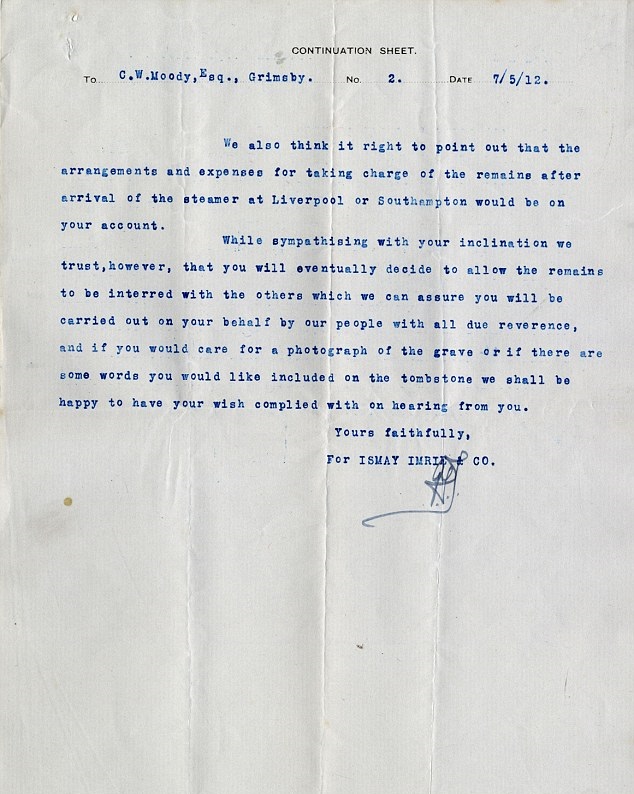 CONTINUATION SHEET.
To C.W.Moody,Esq., Grimsby. No. 2. DATE 7/5/12.
We also think it right to point out that the
arrangements and expenses for taking charge of the remains after
arrival of the steamer at Liverpool or Southampton would be on
your account.
While sympathising with your inclination we
trust,however, that you will eventually decide to allow the remains
to be interred with the others which we can assure you will be
carried out on your behalf by our people with all due reverence,
and if you would care for a photograph of the grave or if there are
some words you would like included on the tombstone we shall be
happy to have your wish complied with on hearing from you.
Yours faithfully,
For ISMAY IMRIE & CO.